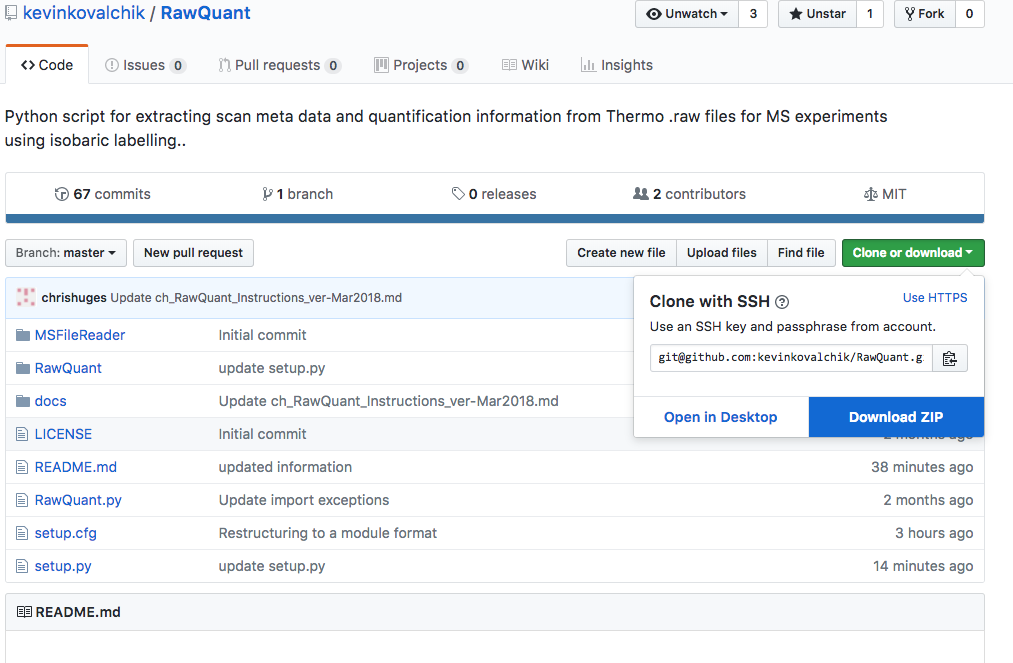 kevinkovalchik / RawQuant
Unwatch 3 Unstar 1 Fork 0
Code Issues 0 Pull requests 0 Projects 0 Wiki Insights
Python script for extracting scan meta data and quantification information from Thermo .raw files for MS experiments
using isobaric labelling..
67 commits 1 branch 0 releases 2 contributors MIT
Branch: master New pull request Create new file Upload files Find file Clone or download
chrishuges Update ch_RawQuant_Instructions_ver-Mar2018.md
Clone with SSH ? Use HTTPS
Use an SSH key and passphrase from account.
git@github.com:kevinkovalchik/RawQuant.g
Open in Desktop Download ZIP
MSFileReader Initial commit
RawQuant update setup.py
docs Update ch_RawQuant_Instructions_ver-Mar2018.md
LICENSE Initial commit 2 months ago
README.md updated information 38 minutes ago
RawQuant.py Update import exceptions 2 months ago
setup.cfg Restructuring to a module format 3 hours ago
setup.py update setup.py 14 minutes ago
README.md